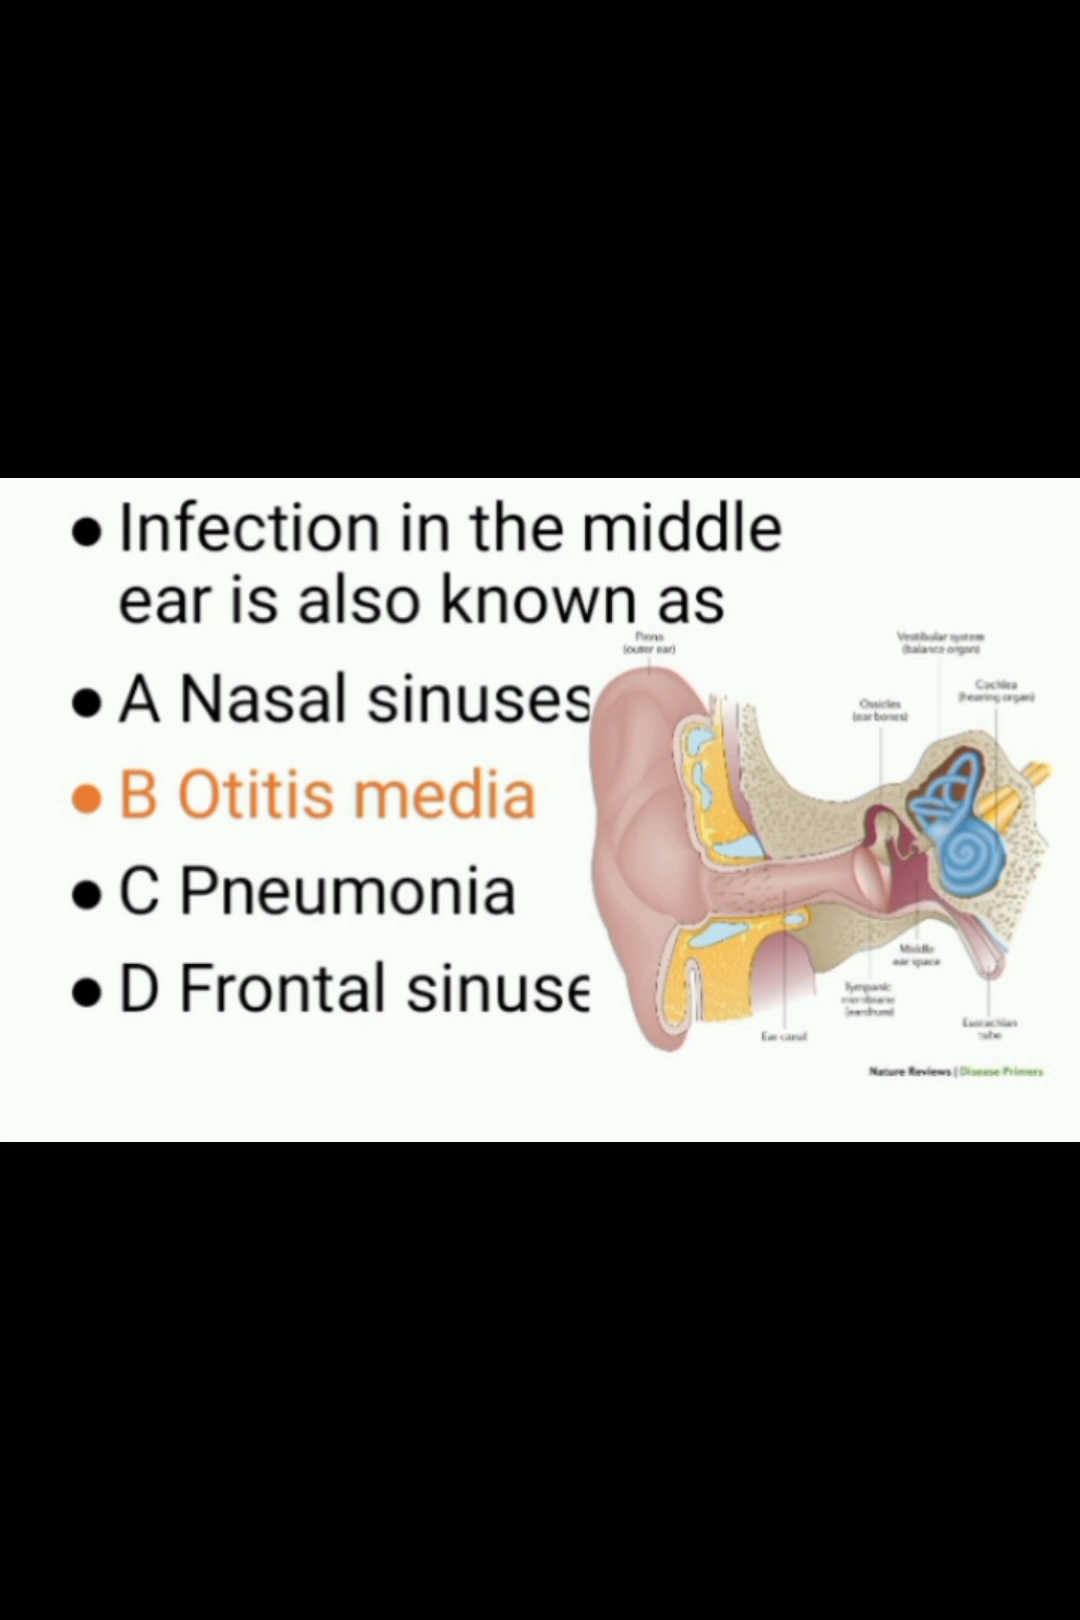 ● Infection in the middle
ear is also known as
● A Nasal sinuses
● B Otitis media
● C Pneumonia
● D Frontal sinuse
Pinna
(outer ear)
Vestibular system
(balance organ)
Cochlea
(hearing organ)
Ossicles
(ear bones)
Middle
ear space
Tympanic
membrane
(eardrum)
Eustachian
tube
Ear canal
Nature Reviews | Disease Primers